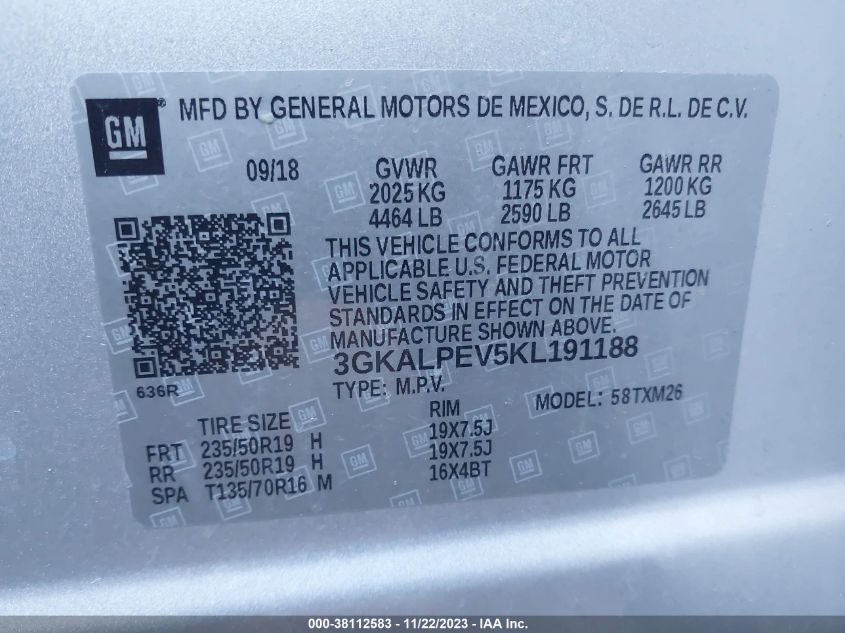 GM ® MFD BY GENERAL MOTORS DE MEXICO, S. DE R.L. DE C.V.
09/18 GVWR GAWR FRT GAWR RR
2025 KG 1175 KG 1200 KG
4464 LB 2590 LB 2645 LB
THIS VEHICLE CONFORMS TO ALL
APPLICABLE U.S. FEDERAL MOTOR
VEHICLE SAFETY AND THEFT PREVENTION
STANDARDS IN EFFECT ON THE DATE OF
MANUFACTURE SHOWN ABOVE.
3GKALPEV5KL191188
636R TYPE: M.P.V. MODEL: 58TXM26
TIRE SIZE RIM
FRT 235/50R19 H 19X7.5J
RR 235/50R19 H 19X7.5J
SPA T135/70R16 M 16X4BT
000-38112583 - 11/22/2023 - IAA Inc.